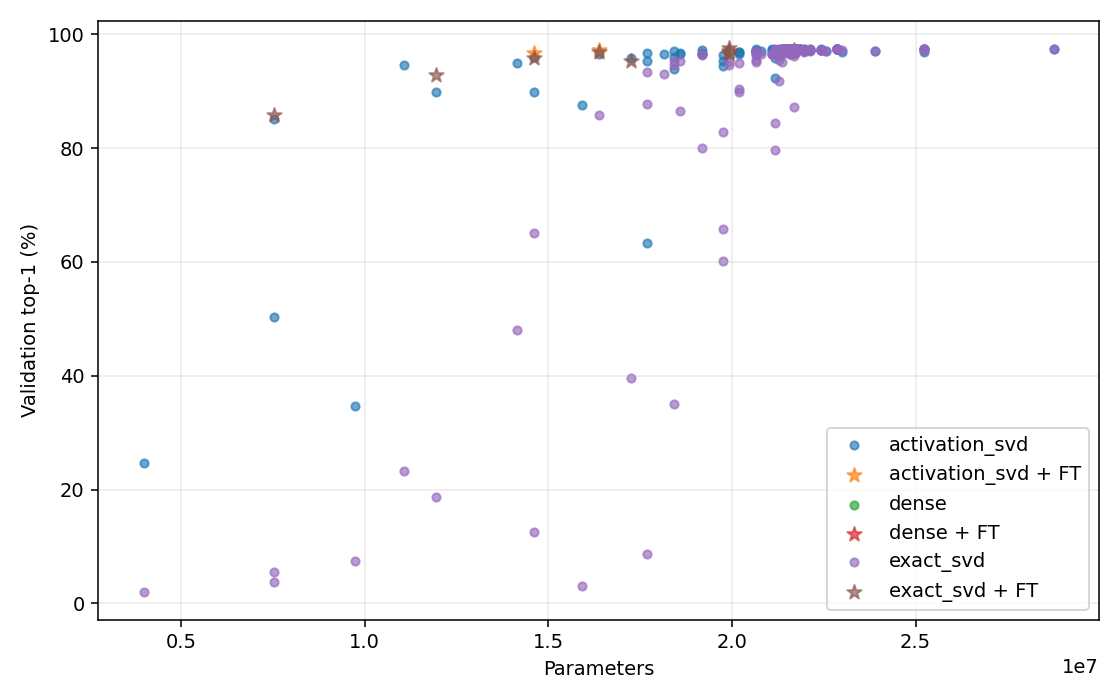 100
80
60
40
20
0
Validation top-1 (%)
activation_svd
activation_svd + FT
dense
dense + FT
exact_svd
exact_svd + FT
0.5
1.0
1.5
2.0
2.5
1e7
Parameters